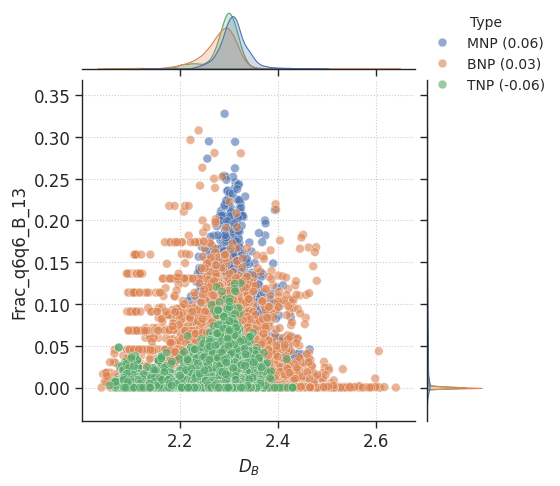 Type
MNP (0.06)
BNP (0.03)
TNP (-0.06)
0.35
0.30
0.25
0.20
0.15
0.10
0.05
0.00
Frac_q6q6_B_13
2.2 2.4 2.6
D_B